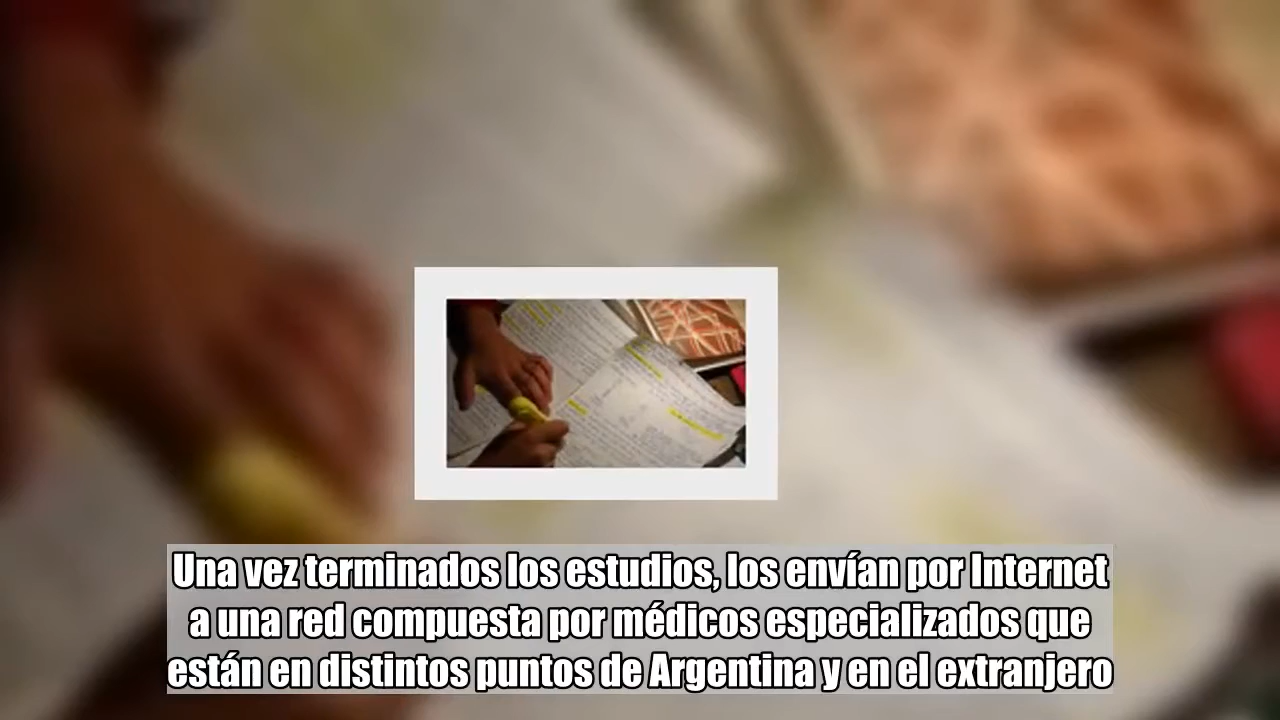 Una vez terminados los estudios, los envían por Internet
a una red compuesta por médicos especializados que
están en distintos puntos de Argentina y en el extranjero